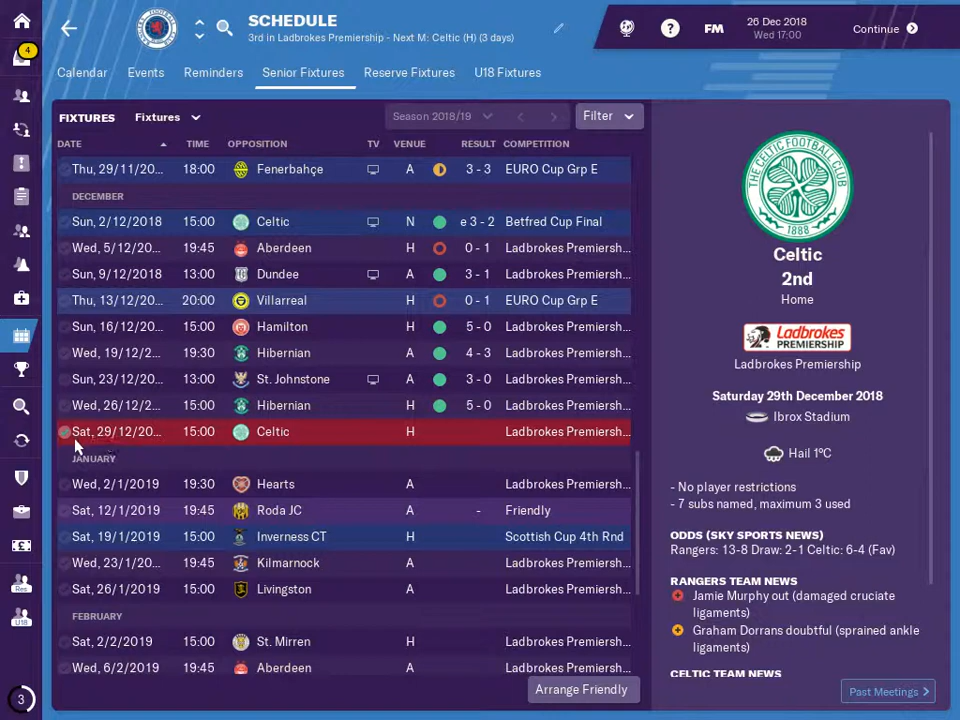 SCHEDULE
3rd in Ladbrokes Premiership - Next M: Celtic (H) (3 days)
26 Dec 2018
Wed 17:00
FM
?
Continue
4
Calendar Events Reminders Senior Fixtures Reserve Fixtures U18 Fixtures
FIXTURES Fixtures Season 2018/19 Filter
DATE TIME OPPOSITION TV VENUE RESULT COMPETITION
Thu, 29/11/20... 18:00 Fenerbahçe A 3 - 3 EURO Cup Grp E
DECEMBER
Sun, 2/12/2018 15:00 Celtic N e 3 - 2 Betfred Cup Final
Wed, 5/12/20... 19:45 Aberdeen H 0 - 1 Ladbrokes Premiersh...
Sun, 9/12/2018 13:00 Dundee A 3 - 1 Ladbrokes Premiersh...
Thu, 13/12/20... 20:00 Villarreal H 0 - 1 EURO Cup Grp E
Sun, 16/12/20... 15:00 Hamilton H 5 - 0 Ladbrokes Premiersh...
Wed, 19/12/2... 19:30 Hibernian A 4 - 3 Ladbrokes Premiersh...
Sun, 23/12/20... 13:00 St. Johnstone A 3 - 0 Ladbrokes Premiersh...
Wed, 26/12/2... 15:00 Hibernian H 5 - 0 Ladbrokes Premiersh...
Sat, 29/12/20... 15:00 Celtic H Ladbrokes Premiersh...
JANUARY
Wed, 2/1/2019 19:30 Hearts A Ladbrokes Premiersh...
Sat, 12/1/2019 19:45 Roda JC A - Friendly
Sat, 19/1/2019 15:00 Inverness CT H Scottish Cup 4th Rnd
Wed, 23/1/20... 19:45 Kilmarnock A Ladbrokes Premiersh...
Sat, 26/1/2019 15:00 Livingston A Ladbrokes Premiersh...
FEBRUARY
Sat, 2/2/2019 15:00 St. Mirren H Ladbrokes Premiersh...
Wed, 6/2/2019 19:45 Aberdeen A Ladbrokes Premiersh...
Arrange Friendly
THE CELTIC FOOTBALL CLUB
1888
Celtic
2nd
Home
Ladbrokes
PREMIERSHIP
Ladbrokes Premiership
Saturday 29th December 2018
Ibrox Stadium
Hail 1°C
- No player restrictions
- 7 subs named, maximum 3 used
ODDS (SKY SPORTS NEWS)
Rangers: 13-8 Draw: 2-1 Celtic: 6-4 (Fav)
RANGERS TEAM NEWS
Jamie Murphy out (damaged cruciate
ligaments)
Graham Dorrans doubtful (sprained ankle
ligaments)
CELTIC TEAM NEWS
Past Meetings
Res
U18
3